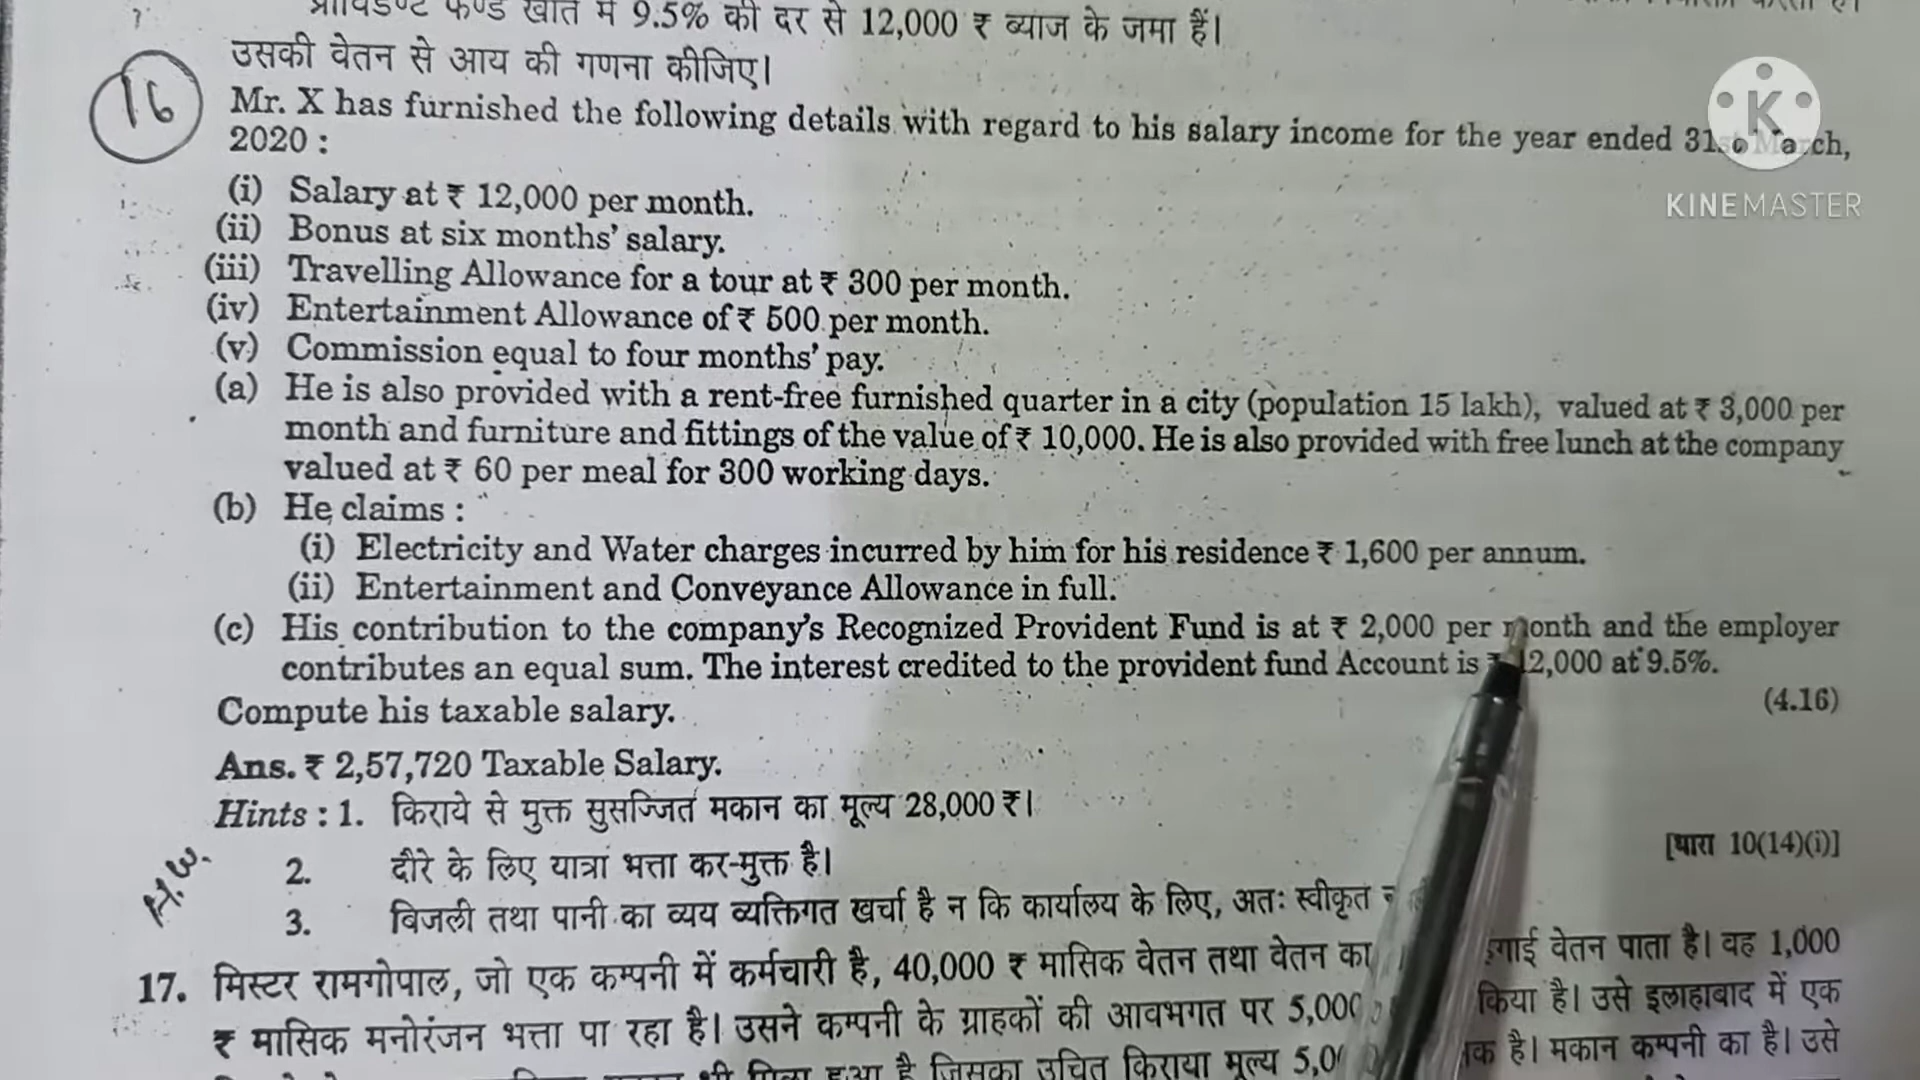 प्राविडेण्ट फण्ड खाते में 9.5% की दर से 12,000 ₹ ब्याज के जमा हैं।
उसकी वेतन से आय की गणना कीजिए।
16
Mr. X has furnished the following details with regard to his salary income for the year ended 31st March,
2020 :
K
KINEMASTER
(i) Salary at ₹ 12,000 per month.
(ii) Bonus at six months' salary.
(iii) Travelling Allowance for a tour at ₹ 300 per month.
(iv) Entertainment Allowance of ₹ 500 per month.
(v) Commission equal to four months' pay.
(a) He is also provided with a rent-free furnished quarter in a city (population 15 lakh), valued at ₹ 3,000 per
month and furniture and fittings of the value of ₹ 10,000. He is also provided with free lunch at the company
valued at ₹ 60 per meal for 300 working days.
(b) He claims :
(i) Electricity and Water charges incurred by him for his residence ₹ 1,600 per annum.
(ii) Entertainment and Conveyance Allowance in full.
(c) His contribution to the company's Recognized Provident Fund is at ₹ 2,000 per month and the employer
contributes an equal sum. The interest credited to the provident fund Account is ₹ 12,000 at 9.5%.
Compute his taxable salary. (4.16)
Ans. ₹ 2,57,720 Taxable Salary.
Hints : 1. किराये से मुक्त सुसज्जित मकान का मूल्य 28,000 ₹।
2. दौरे के लिए यात्रा भत्ता कर-मुक्त है। [धारा 10(14)(i)]
H.W.
3. बिजली तथा पानी का व्यय व्यक्तिगत खर्चा है न कि कार्यालय के लिए, अतः स्वीकृत
17. मिस्टर रामगोपाल, जो एक कम्पनी में कर्मचारी है, 40,000 ₹ मासिक वेतन तथा वेतन का वेतन पाता है। वह 1,000
₹ मासिक मनोरंजन भत्ता पा रहा है। उसने कम्पनी के ग्राहकों की आवभगत पर 5,000 किया है। उसे इलाहाबाद में एक
हुआ है जिसका उचित किराया मूल्य है। मकान कम्पनी का है। उसे